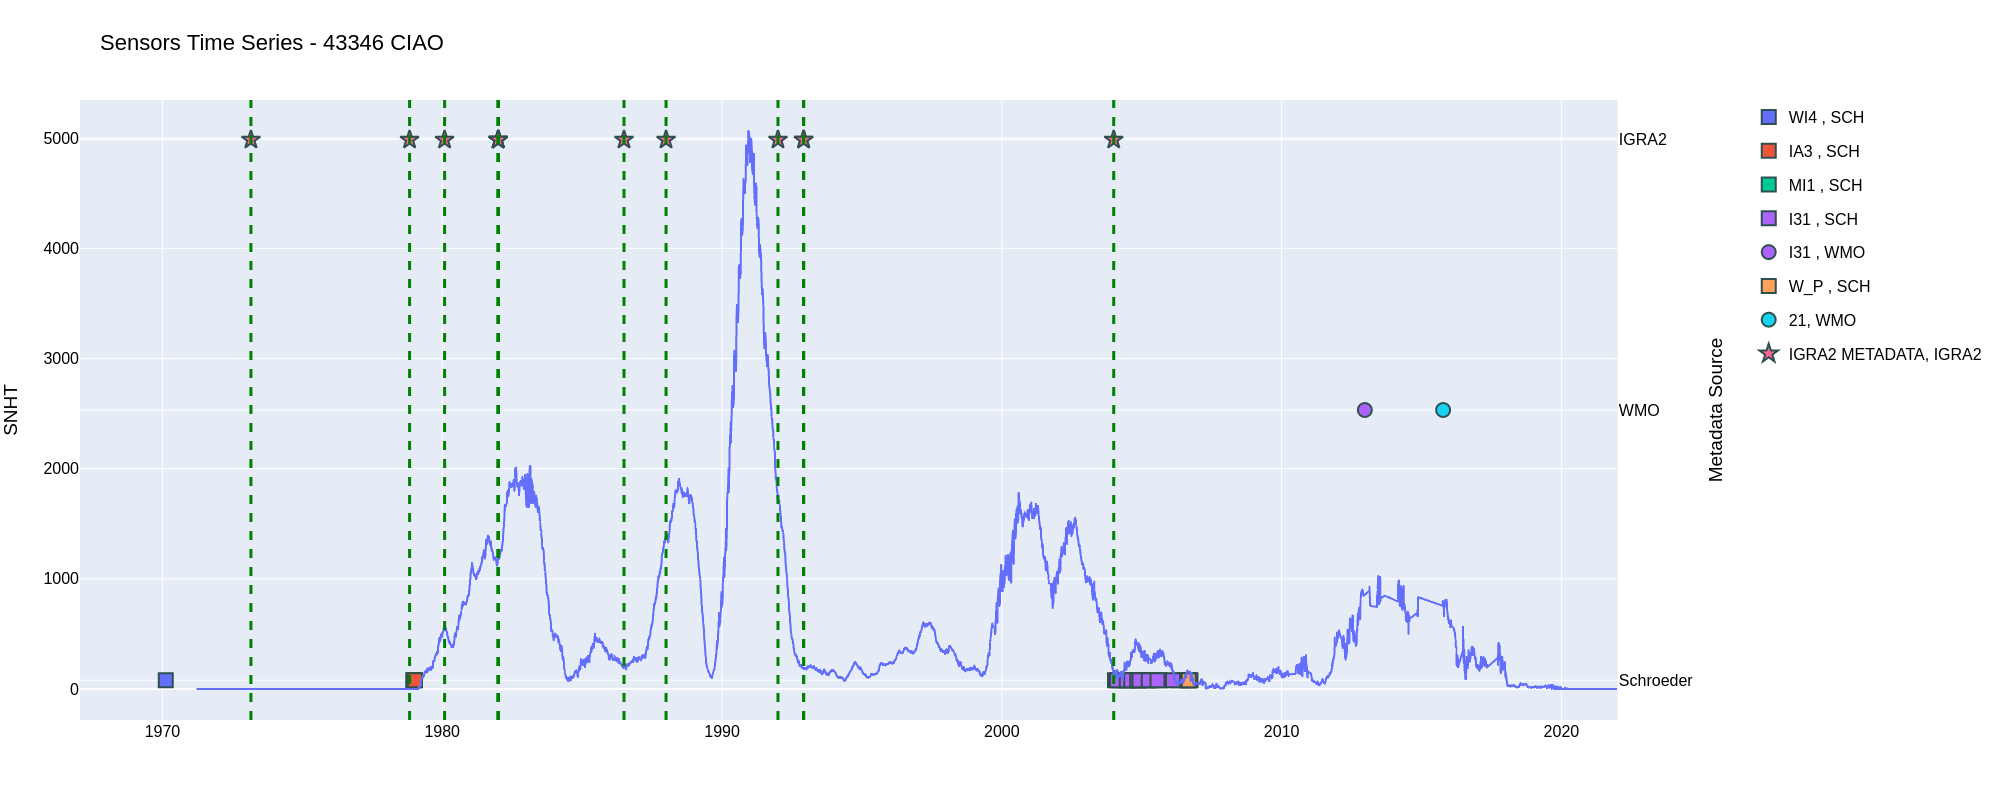 Sensors Time Series - 43346 CIAO
5000
4000
3000
2000
1000
0
SNHT
1970
1980
1990
2000
2010
2020
IGRA2
WMO
Schroeder
Metadata Source
WI4 , SCH
IA3 , SCH
MI1 , SCH
I31 , SCH
I31 , WMO
W_P , SCH
21, WMO
IGRA2 METADATA, IGRA2